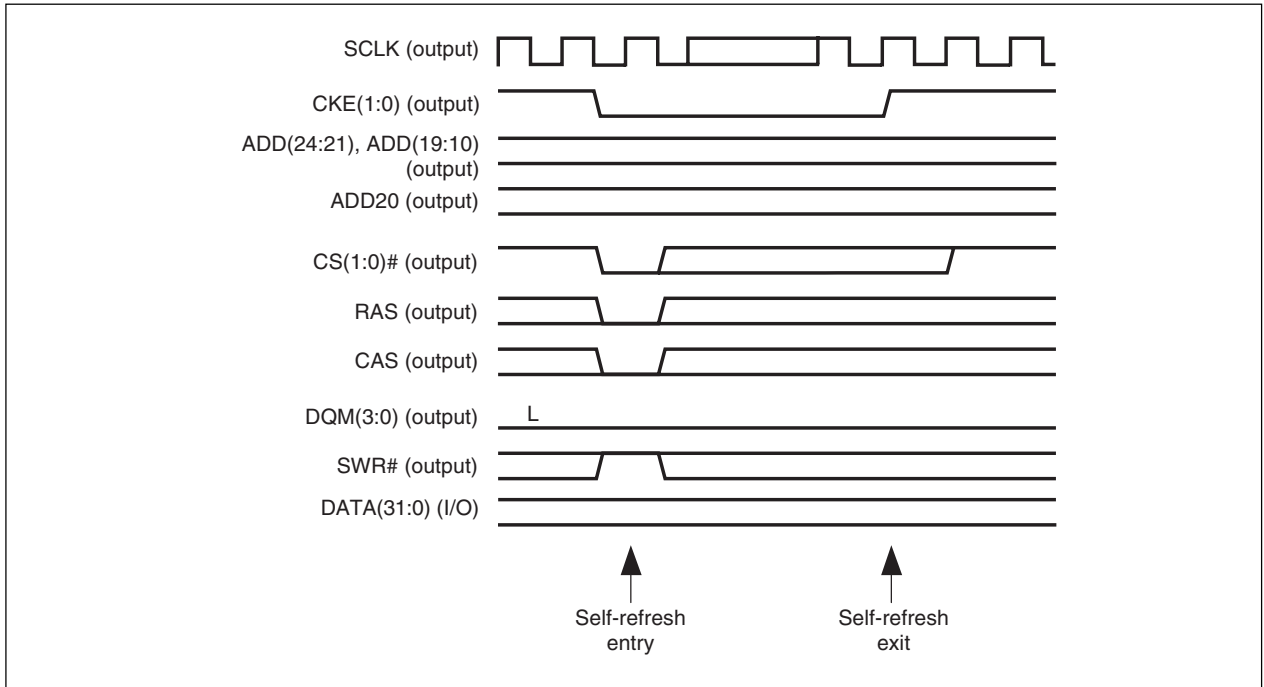 SCLK (output)
CKE(1:0) (output)
ADD(24:21), ADD(19:10)
(output)
ADD20 (output)
CS(1:0)# (output)
RAS (output)
CAS (output)
DQM(3:0) (output)
L
SWR# (output)
DATA(31:0) (I/O)
Self-refresh
entry
Self-refresh
exit